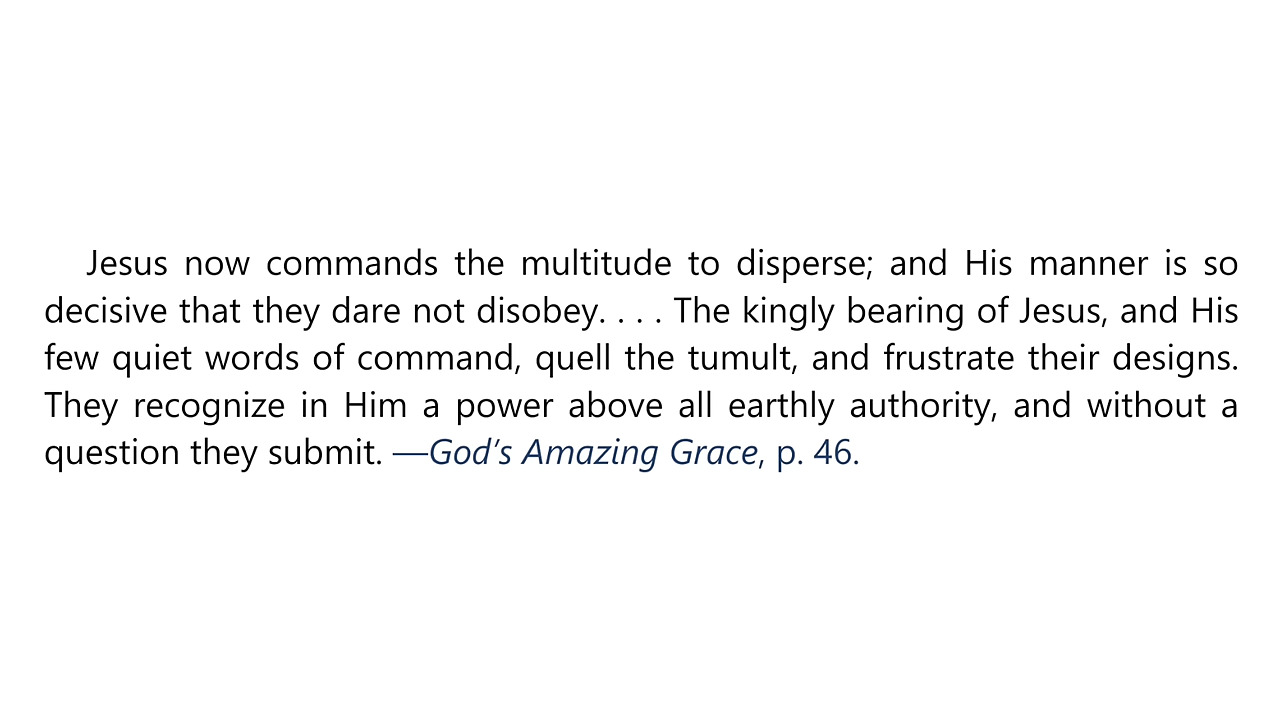 Jesus now commands the multitude to disperse; and His manner is so
decisive that they dare not disobey. . . . The kingly bearing of Jesus, and His
few quiet words of command, quell the tumult, and frustrate their designs.
They recognize in Him a power above all earthly authority, and without a
question they submit. —God’s Amazing Grace, p. 46.